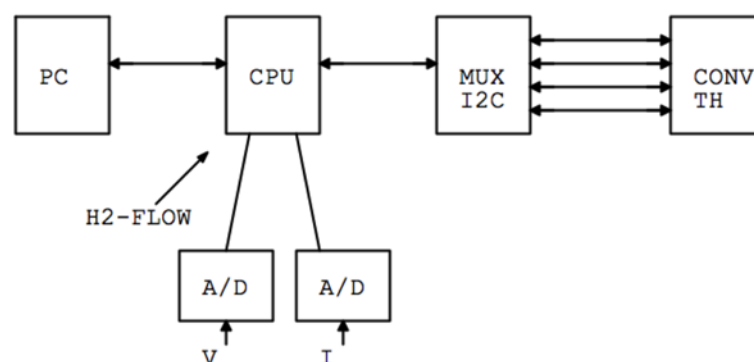 PC
CPU
MUX
I2C
CONV
TH
H2-FLOW
A/D
A/D
V
I